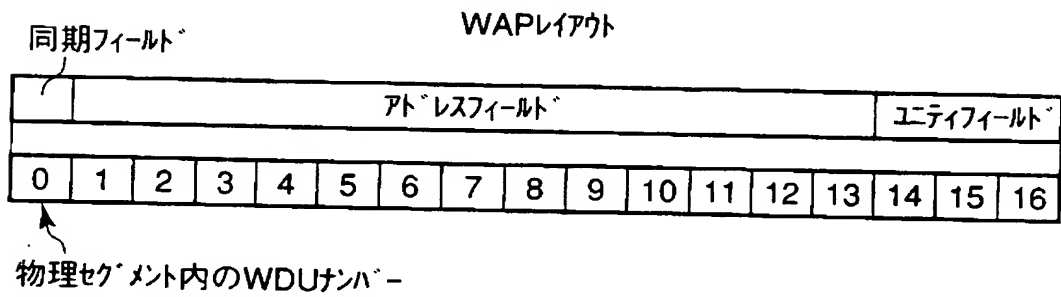 WAPレイアウト
同期フィールド
アドレスフィールド ユニティフィールド
0 1 2 3 4 5 6 7 8 9 10 11 12 13 14 15 16
物理セグメント内のWDUナンバー